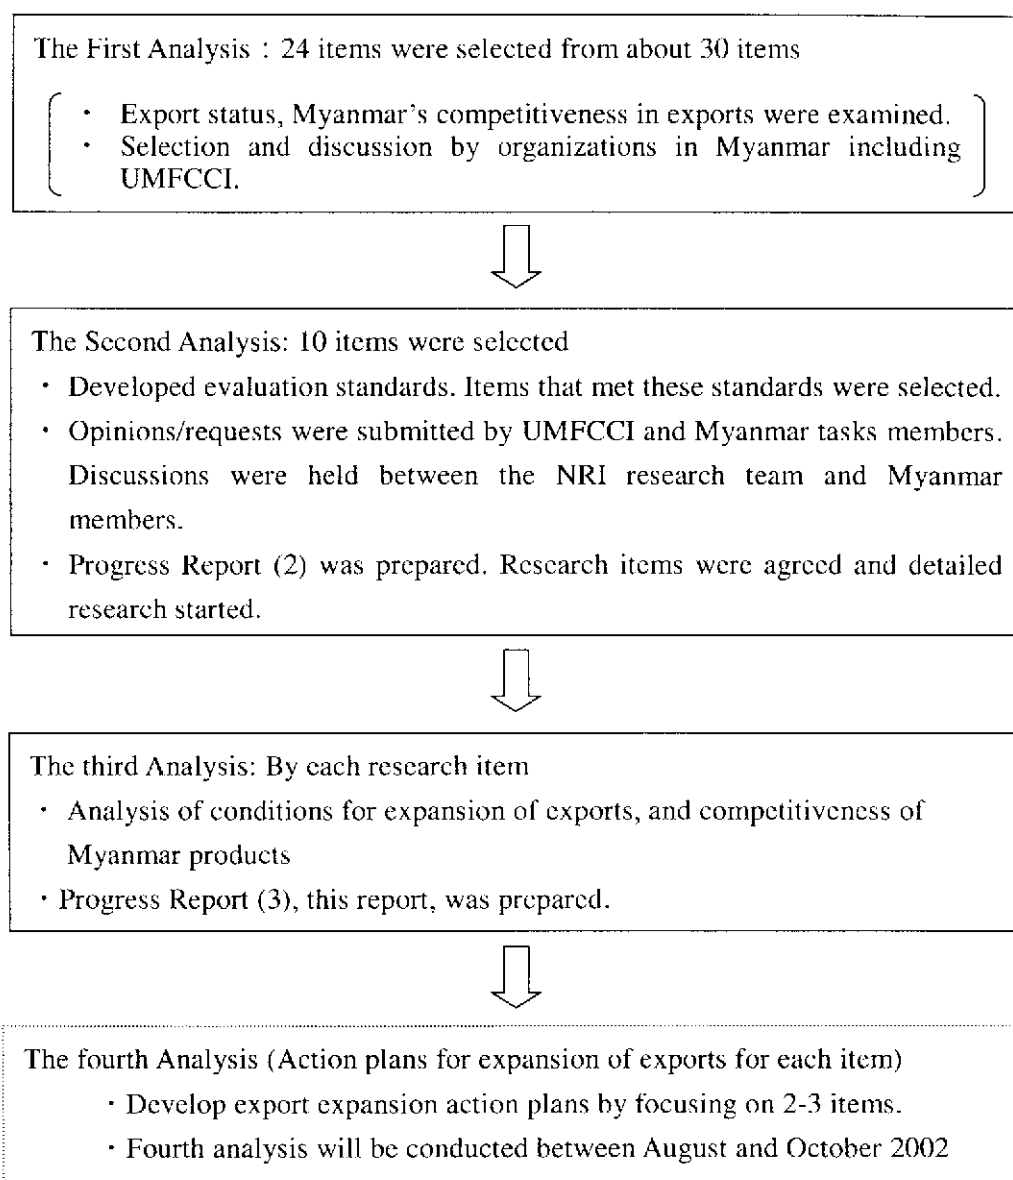 The First Analysis : 24 items were selected from about 30 items
・ Export status, Myanmar's competitiveness in exports were examined.
・ Selection and discussion by organizations in Myanmar including
UMFCCI.
The Second Analysis: 10 items were selected
・ Developed evaluation standards. Items that met these standards were selected.
・ Opinions/requests were submitted by UMFCCI and Myanmar tasks members.
Discussions were held between the NRI research team and Myanmar
members.
・ Progress Report (2) was prepared. Research items were agreed and detailed
research started.
The third Analysis: By each research item
・ Analysis of conditions for expansion of exports, and competitiveness of
Myanmar products
・Progress Report (3), this report, was prepared.
The fourth Analysis (Action plans for expansion of exports for each item)
・Develop export expansion action plans by focusing on 2-3 items.
・Fourth analysis will be conducted between August and October 2002